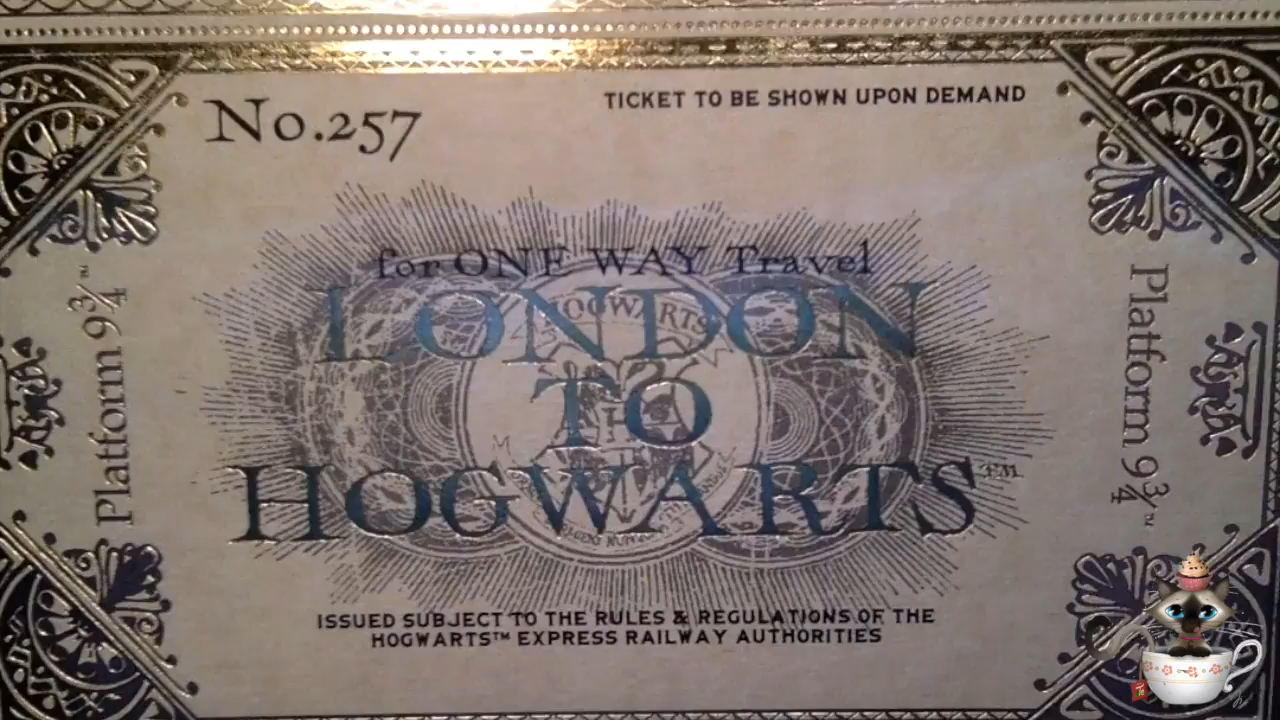 No.257
TICKET TO BE SHOWN UPON DEMAND
for ONE WAY Travel
LONDON
TO
HOGWARTS™
HOGWARTS
H
Platform 9¾™
Platform 9¾™
ISSUED SUBJECT TO THE RULES & REGULATIONS OF THE
HOGWARTS™ EXPRESS RAILWAY AUTHORITIES